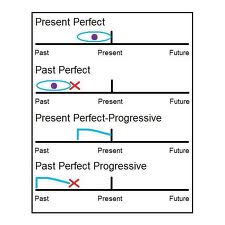 Present Perfect
Past Present Future
Past Perfect
Past Present Future
Present Perfect-Progressive
Past Present Future
Past Perfect Progressive
Past Present Future